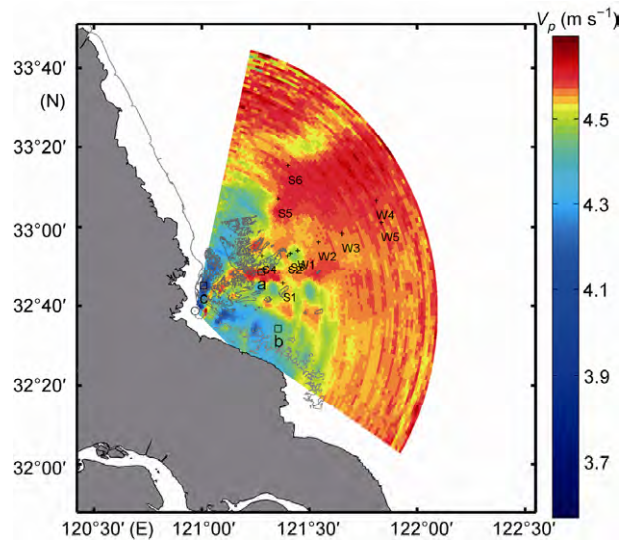 V_p (m s⁻¹)
33°40′
(N)
33°20′
33°00′
32°40′
32°20′
32°00′
120°30′ (E) 121°00′ 121°30′ 122°00′ 122°30′
4.5
4.3
4.1
3.9
3.7
S6
S5
W4
W5
W3
W2
W1
S2
S4
a
c
S1
b